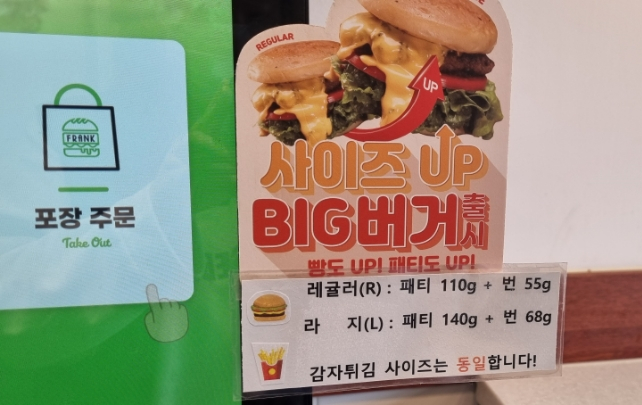 FRANK
포장 주문
Take Out
REGULAR
UP
사이즈 UP
BIG버거 출시
빵도 UP! 패티도 UP!
레귤러(R) : 패티 110g + 번 55g
라 지(L) : 패티 140g + 번 68g
감자튀김 사이즈는 동일합니다!